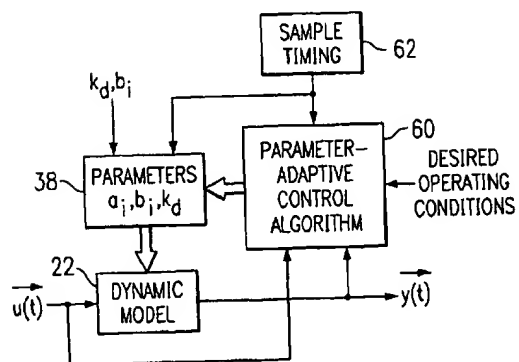 SAMPLE
TIMING
62
k_d,b_i
60
PARAMETER-
ADAPTIVE
CONTROL
ALGORITHM
DESIRED
OPERATING
CONDITIONS
38
PARAMETERS
a_i,b_i,k_d
22
DYNAMIC
MODEL
u(t)
y(t)